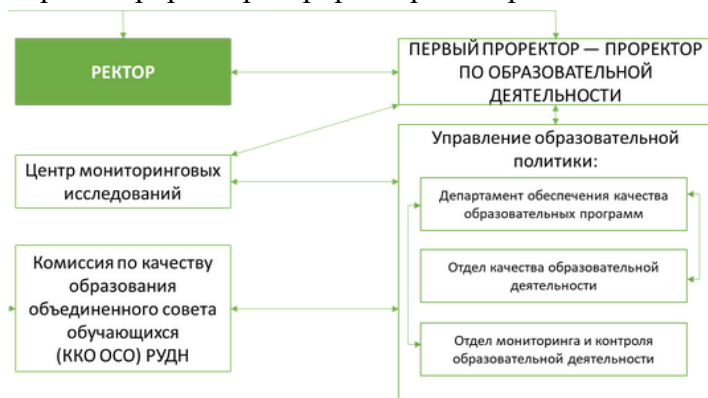 РЕКТОР
ПЕРВЫЙ ПРОРЕКТОР — ПРОРЕКТОР
ПО ОБРАЗОВАТЕЛЬНОЙ
ДЕЯТЕЛЬНОСТИ
Центр мониторинговых
исследований
Комиссия по качеству
образования
объединенного совета
обучающихся
(ККО ОСО) РУДН
Управление образовательной
политики:
Департамент обеспечения качества
образовательных программ
Отдел качества образовательной
деятельности
Отдел мониторинга и контроля
образовательной деятельности